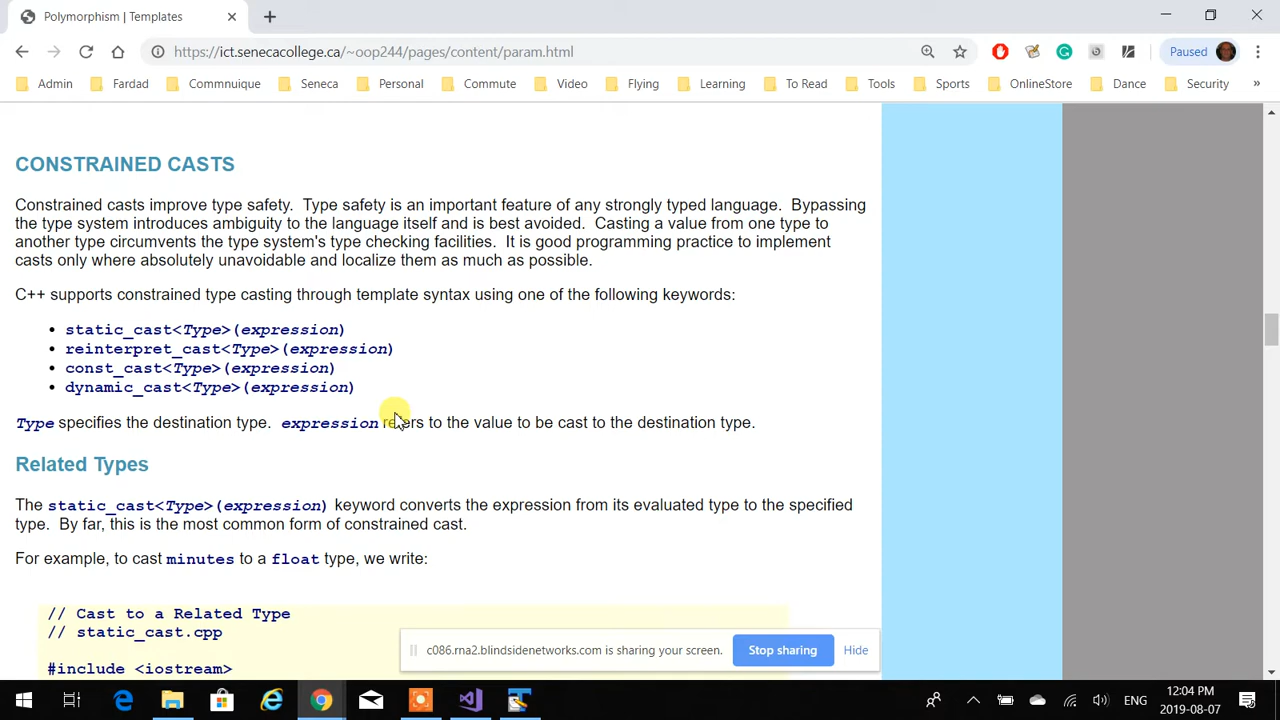 Polymorphism | Templates
https://ict.senecacollege.ca/~oop244/pages/content/param.html
Paused
Admin Fardad Commnuique Seneca Personal Commute Video Flying Learning To Read Tools Sports OnlineStore Dance Security »
CONSTRAINED CASTS
Constrained casts improve type safety. Type safety is an important feature of any strongly typed language. Bypassing
the type system introduces ambiguity to the language itself and is best avoided. Casting a value from one type to
another type circumvents the type system's type checking facilities. It is good programming practice to implement
casts only where absolutely unavoidable and localize them as much as possible.
C++ supports constrained type casting through template syntax using one of the following keywords:
• static_cast<Type>(expression)
• reinterpret_cast<Type>(expression)
• const_cast<Type>(expression)
• dynamic_cast<Type>(expression)
Type specifies the destination type. expression refers to the value to be cast to the destination type.
Related Types
The static_cast<Type>(expression) keyword converts the expression from its evaluated type to the specified
type. By far, this is the most common form of constrained cast.
For example, to cast minutes to a float type, we write:
// Cast to a Related Type
// static_cast.cpp
#include <iostream>
c086.rna2.blindsidenetworks.com is sharing your screen. Stop sharing Hide
ENG
12:04 PM
2019-08-07